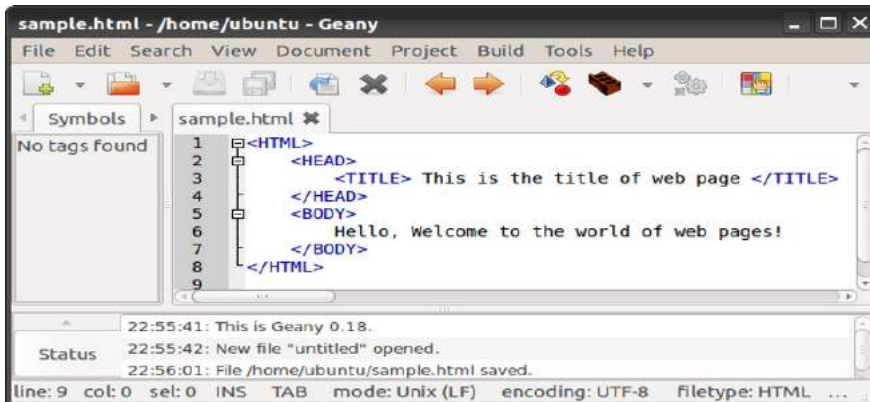 sample.html - /home/ubuntu - Geany
File Edit Search View Document Project Build Tools Help
Symbols
sample.html
No tags found
1 <HTML>
2 <HEAD>
3 <TITLE> This is the title of web page </TITLE>
4 </HEAD>
5 <BODY>
6 Hello, Welcome to the world of web pages!
7 </BODY>
8 </HTML>
9
Status
22:55:41: This is Geany 0.18.
22:55:42: New file "untitled" opened.
22:56:01: File /home/ubuntu/sample.html saved.
line: 9 col: 0 sel: 0 INS TAB mode: Unix (LF) encoding: UTF-8 filetype: HTML ...